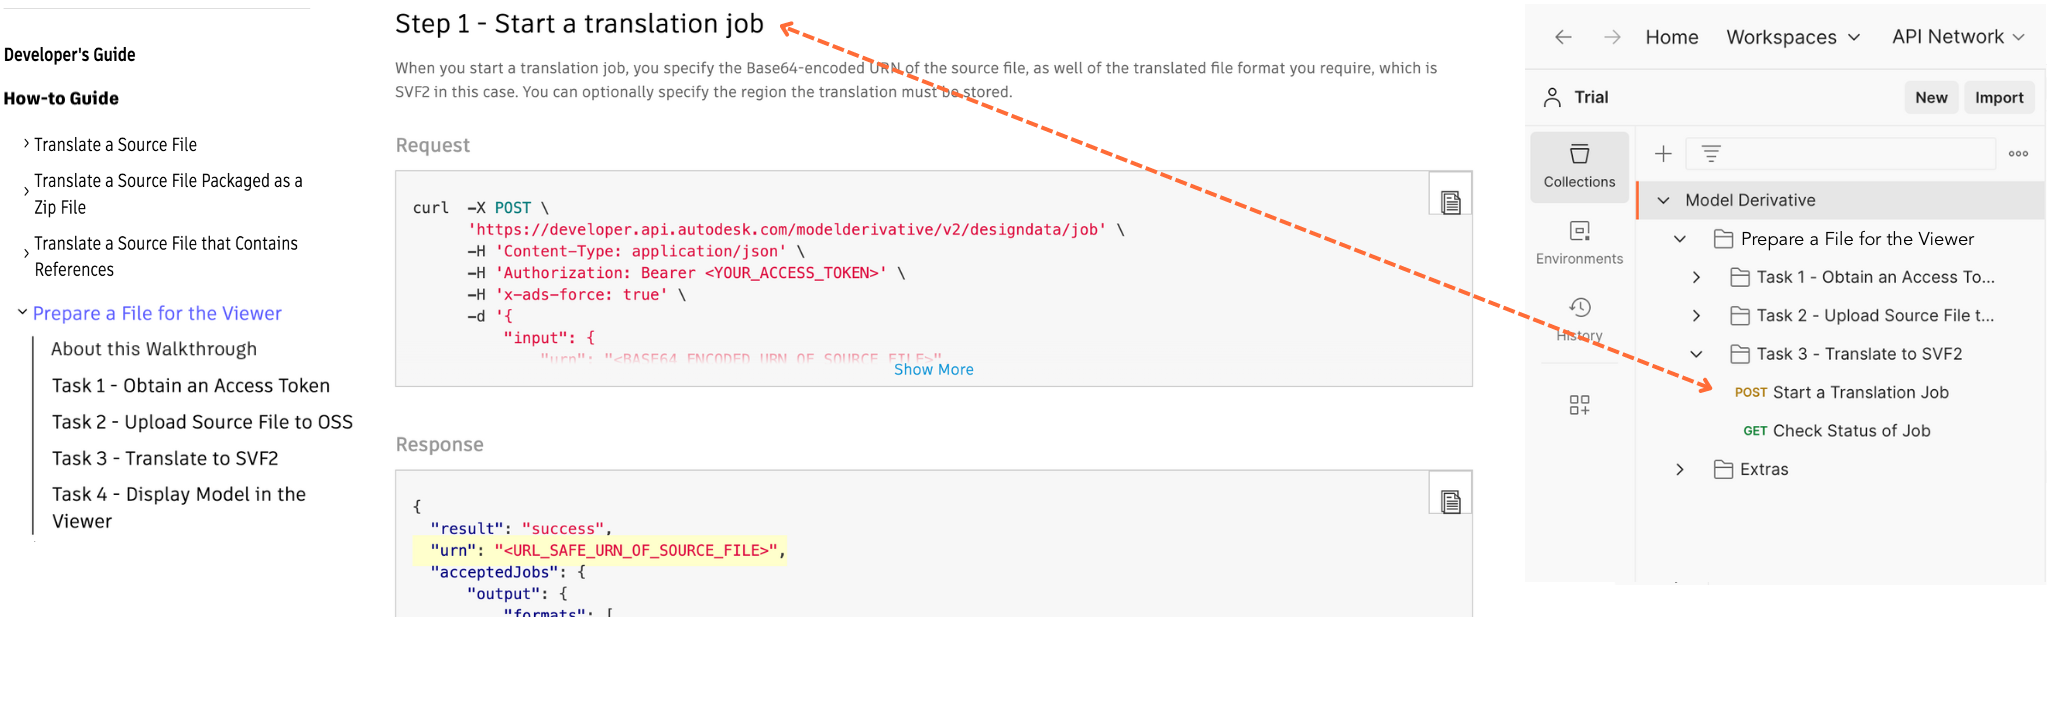 Developer's Guide
How-to Guide
Translate a Source File
Translate a Source File Packaged as a
Zip File
Translate a Source File that Contains
References
Prepare a File for the Viewer
About this Walkthrough
Task 1 - Obtain an Access Token
Task 2 - Upload Source File to OSS
Task 3 - Translate to SVF2
Task 4 - Display Model in the
Viewer
Step 1 - Start a translation job
When you start a translation job, you specify the Base64-encoded URN of the source file, as well of the translated file format you require, which is
SVF2 in this case. You can optionally specify the region the translation must be stored.
Request
curl -X POST \
'https://developer.api.autodesk.com/modelderivative/v2/designdata/job' \
-H 'Content-Type: application/json' \
-H 'Authorization: Bearer <YOUR_ACCESS_TOKEN>' \
-H 'x-ads-force: true' \
-d '{
"input": {
"urn": "<BASE64_ENCODED_URN_OF_SOURCE_FILE>"
Show More
Response
{
"result": "success",
"urn": "<URL_SAFE_URN_OF_SOURCE_FILE>",
"acceptedJobs": {
"output": {
"formats": [
Home Workspaces API Network
Trial New Import
Collections
Environments
History
Model Derivative
Prepare a File for the Viewer
Task 1 - Obtain an Access To...
Task 2 - Upload Source File t...
Task 3 - Translate to SVF2
POST Start a Translation Job
GET Check Status of Job
Extras